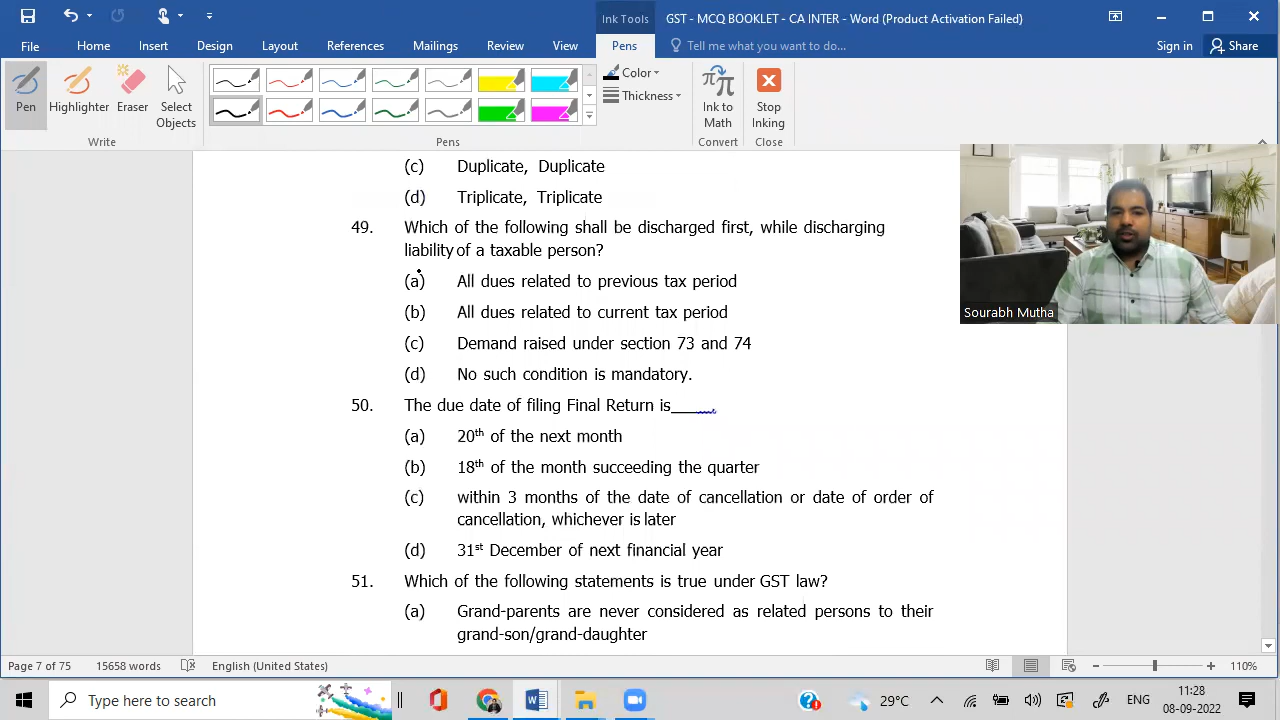 Ink Tools
GST - MCQ BOOKLET - CA INTER - Word (Product Activation Failed)
File Home Insert Design Layout References Mailings Review View Pens Tell me what you want to do... Sign in Share
Color
Thickness
Pen Highlighter Eraser Select Objects
Ink to Math
Stop Inking
Write Pens Convert Close
(c) Duplicate, Duplicate
(d) Triplicate, Triplicate
49. Which of the following shall be discharged first, while discharging
liability of a taxable person?
(a) All dues related to previous tax period
(b) All dues related to current tax period
(c) Demand raised under section 73 and 74
(d) No such condition is mandatory.
50. The due date of filing Final Return is_____.
(a) 20th of the next month
(b) 18th of the month succeeding the quarter
(c) within 3 months of the date of cancellation or date of order of
cancellation, whichever is later
(d) 31st December of next financial year
51. Which of the following statements is true under GST law?
(a) Grand-parents are never considered as related persons to their
grand-son/grand-daughter
Sourabh Mutha
Page 7 of 75 15658 words English (United States) 110%
Type here to search 29°C ENG 11:28
08-09-2022